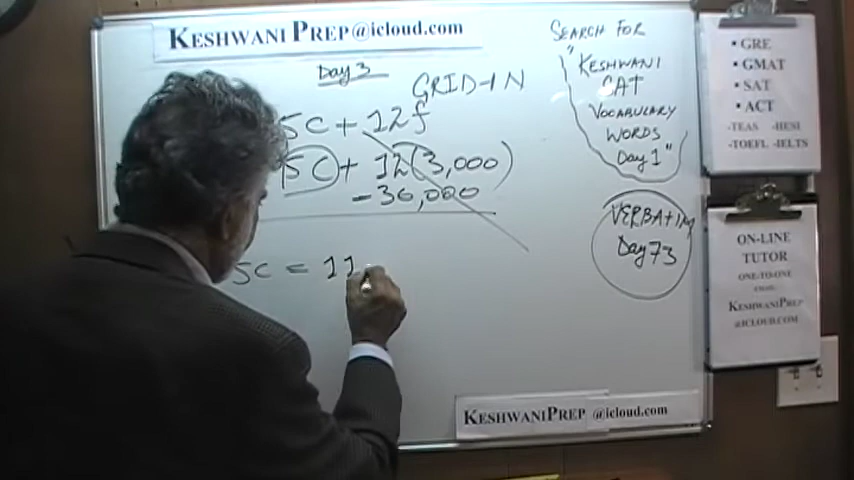 KESHWANI PREP@icloud.com
Day 3
GRID-IN
5C + 12f
5C + 12(3,000)
-36,000
5C = 11
SEARCH FOR
"KESHWANI
SAT
VOCABULARY
WORDS
Day 1"
VERBATIM
Day 73
• GRE
• GMAT
• SAT
• ACT
-TEAS -HESI
-TOEFL -IELTS
ON-LINE
TUTOR
ONE-TO-ONE
KESHWANIPREP
@ICLOUD.COM
KESHWANIPREP @icloud.com